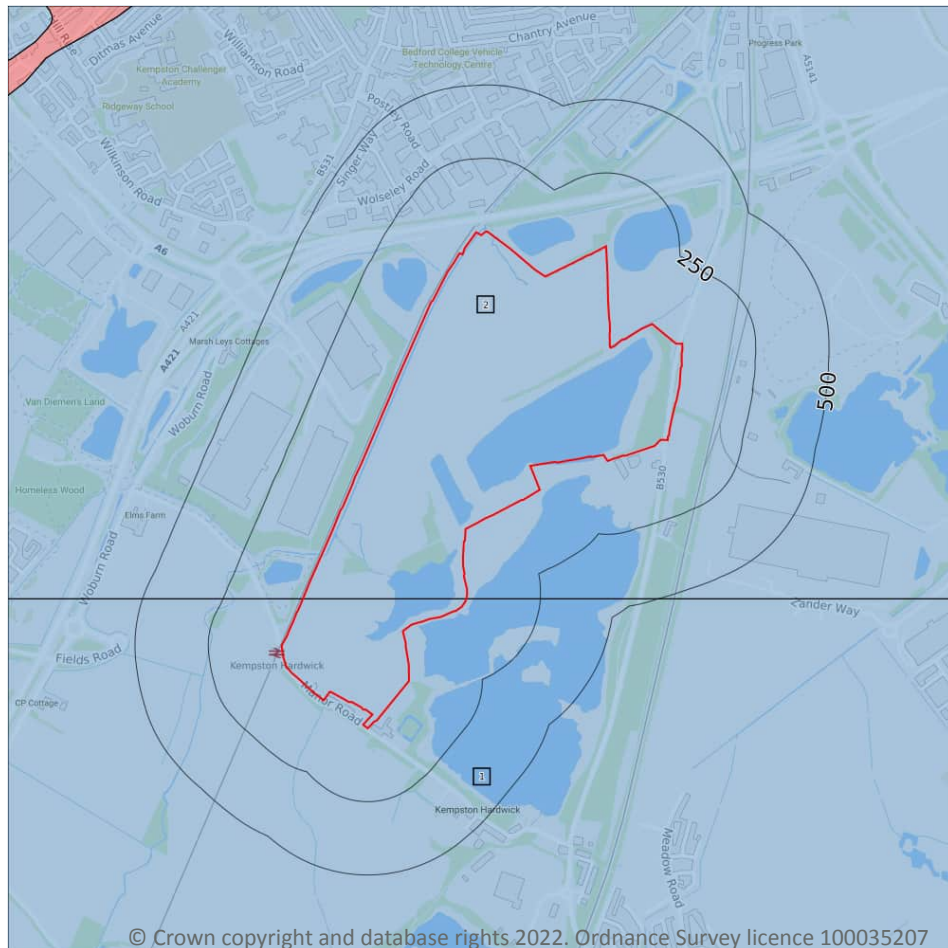 Chantry Avenue
Progress Park
Ditmas Avenue
Williamson Road
Bedford College Vehicle
Technology Centre
A5141
Kempston Challenger
Academy
Ridgeway School
Postley Road
B531
Singer Way
Wilkinson Road
Wolseley Road
A6
250
2
A421
Marsh Leys Cottages
A421
Woburn Road
500
Van Diemen's Land
B530
Homeless Wood
Elms Farm
Woburn Road
Zander Way
Fields Road
Kempston Hardwick
Manor Road
CP Cottage
1
Kempston Hardwick
Meadow Road
© Crown copyright and database rights 2022. Ordnance Survey licence 100035207